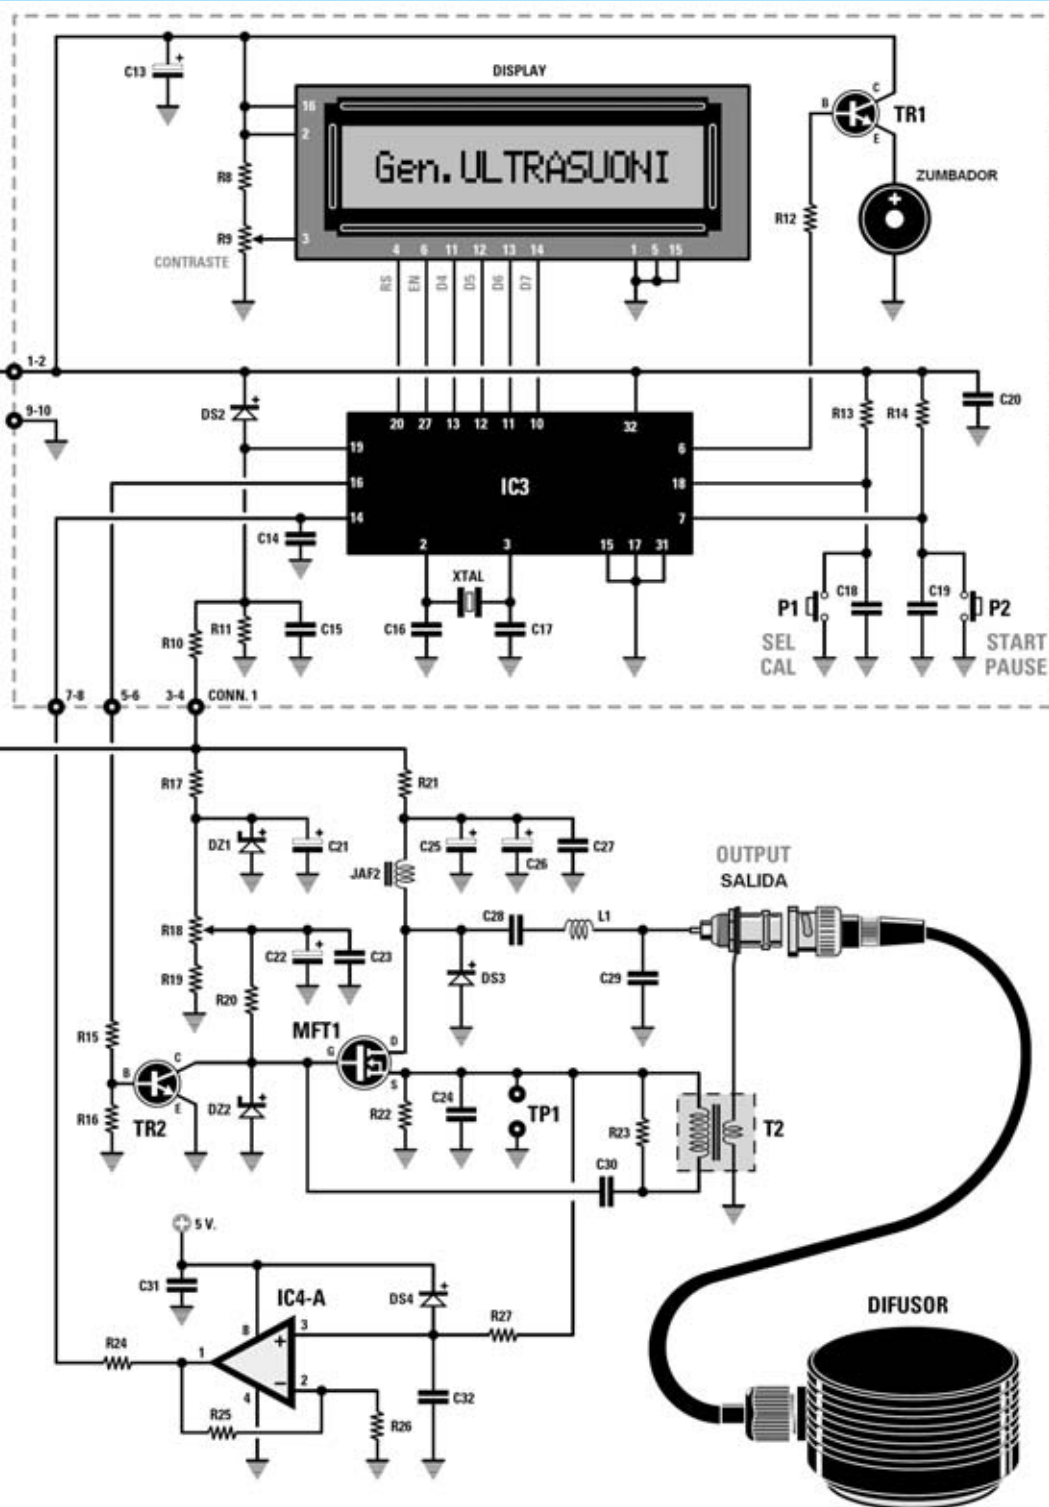 C13
DISPLAY
16
2
R8
R9
3
CONTRASTE
Gen.ULTRASUONI
4 6 11 12 13 14
1 5 15
RS EN D4 D5 D6 D7
B C E
TR1
ZUMBADOR
R12
1-2
9-10
DS2
20 27 13 12 11 10
32
19
16
14
IC3
6
18
7
2 3
15 17 31
R13
R14
C20
C14
XTAL
C16
C17
R10
R11
C15
P1
C18
C19
P2
SEL
CAL
START
PAUSE
7-8
5-6
3-4
CONN. 1
R17
R21
DZ1
C21
JAF2
C25
C26
C27
OUTPUT
SALIDA
R18
C22
C23
C28
L1
R19
R20
DS3
C29
MFT1
G D S
R15
B C E
R16
TR2
DZ2
R22
C24
TP1
R23
T2
C30
5 V.
C31
IC4-A
DS4
R27
DIFUSOR
R24
8
3
1
2
4
R25
R26
C32